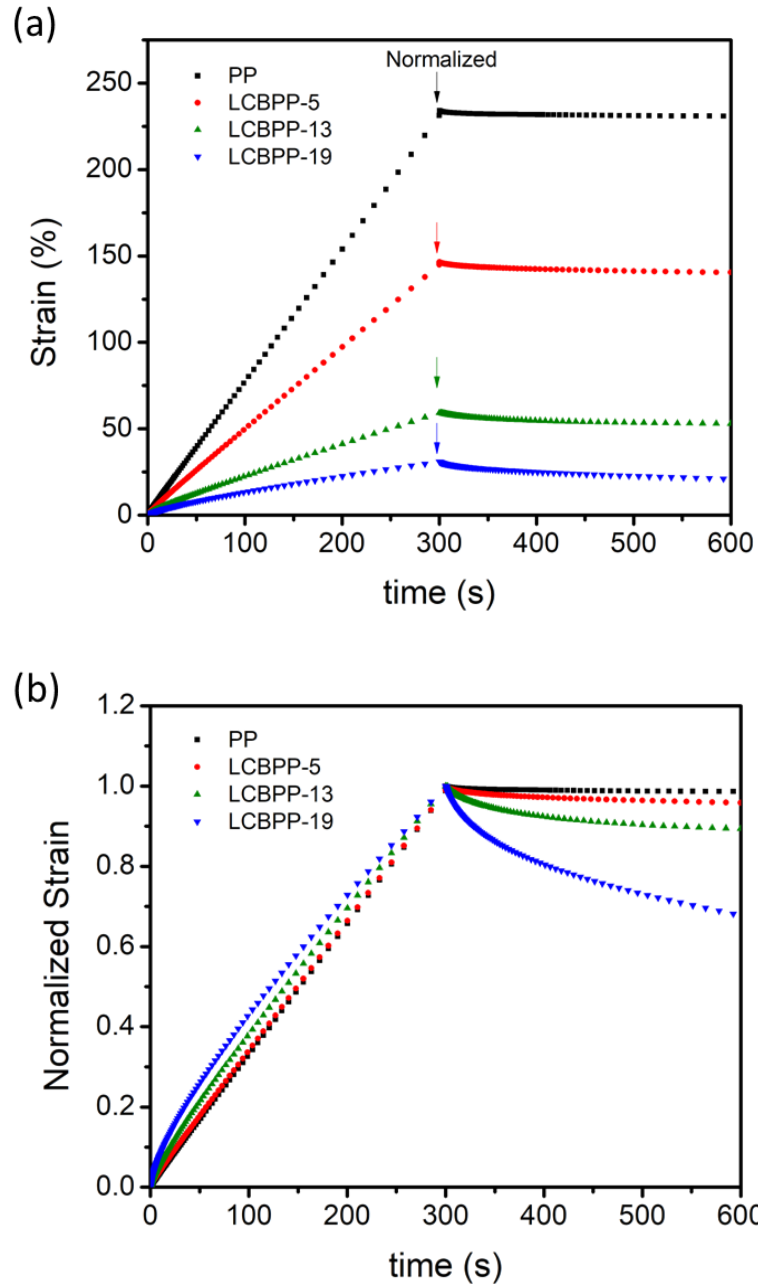 (a)
Normalized
PP
LCBPP-5
LCBPP-13
LCBPP-19
250
200
150
100
50
0
Strain (%)
0 100 200 300 400 500 600
time (s)
(b)
PP
LCBPP-5
LCBPP-13
LCBPP-19
1.2
1.0
0.8
0.6
0.4
0.2
0.0
Normalized Strain
0 100 200 300 400 500 600
time (s)